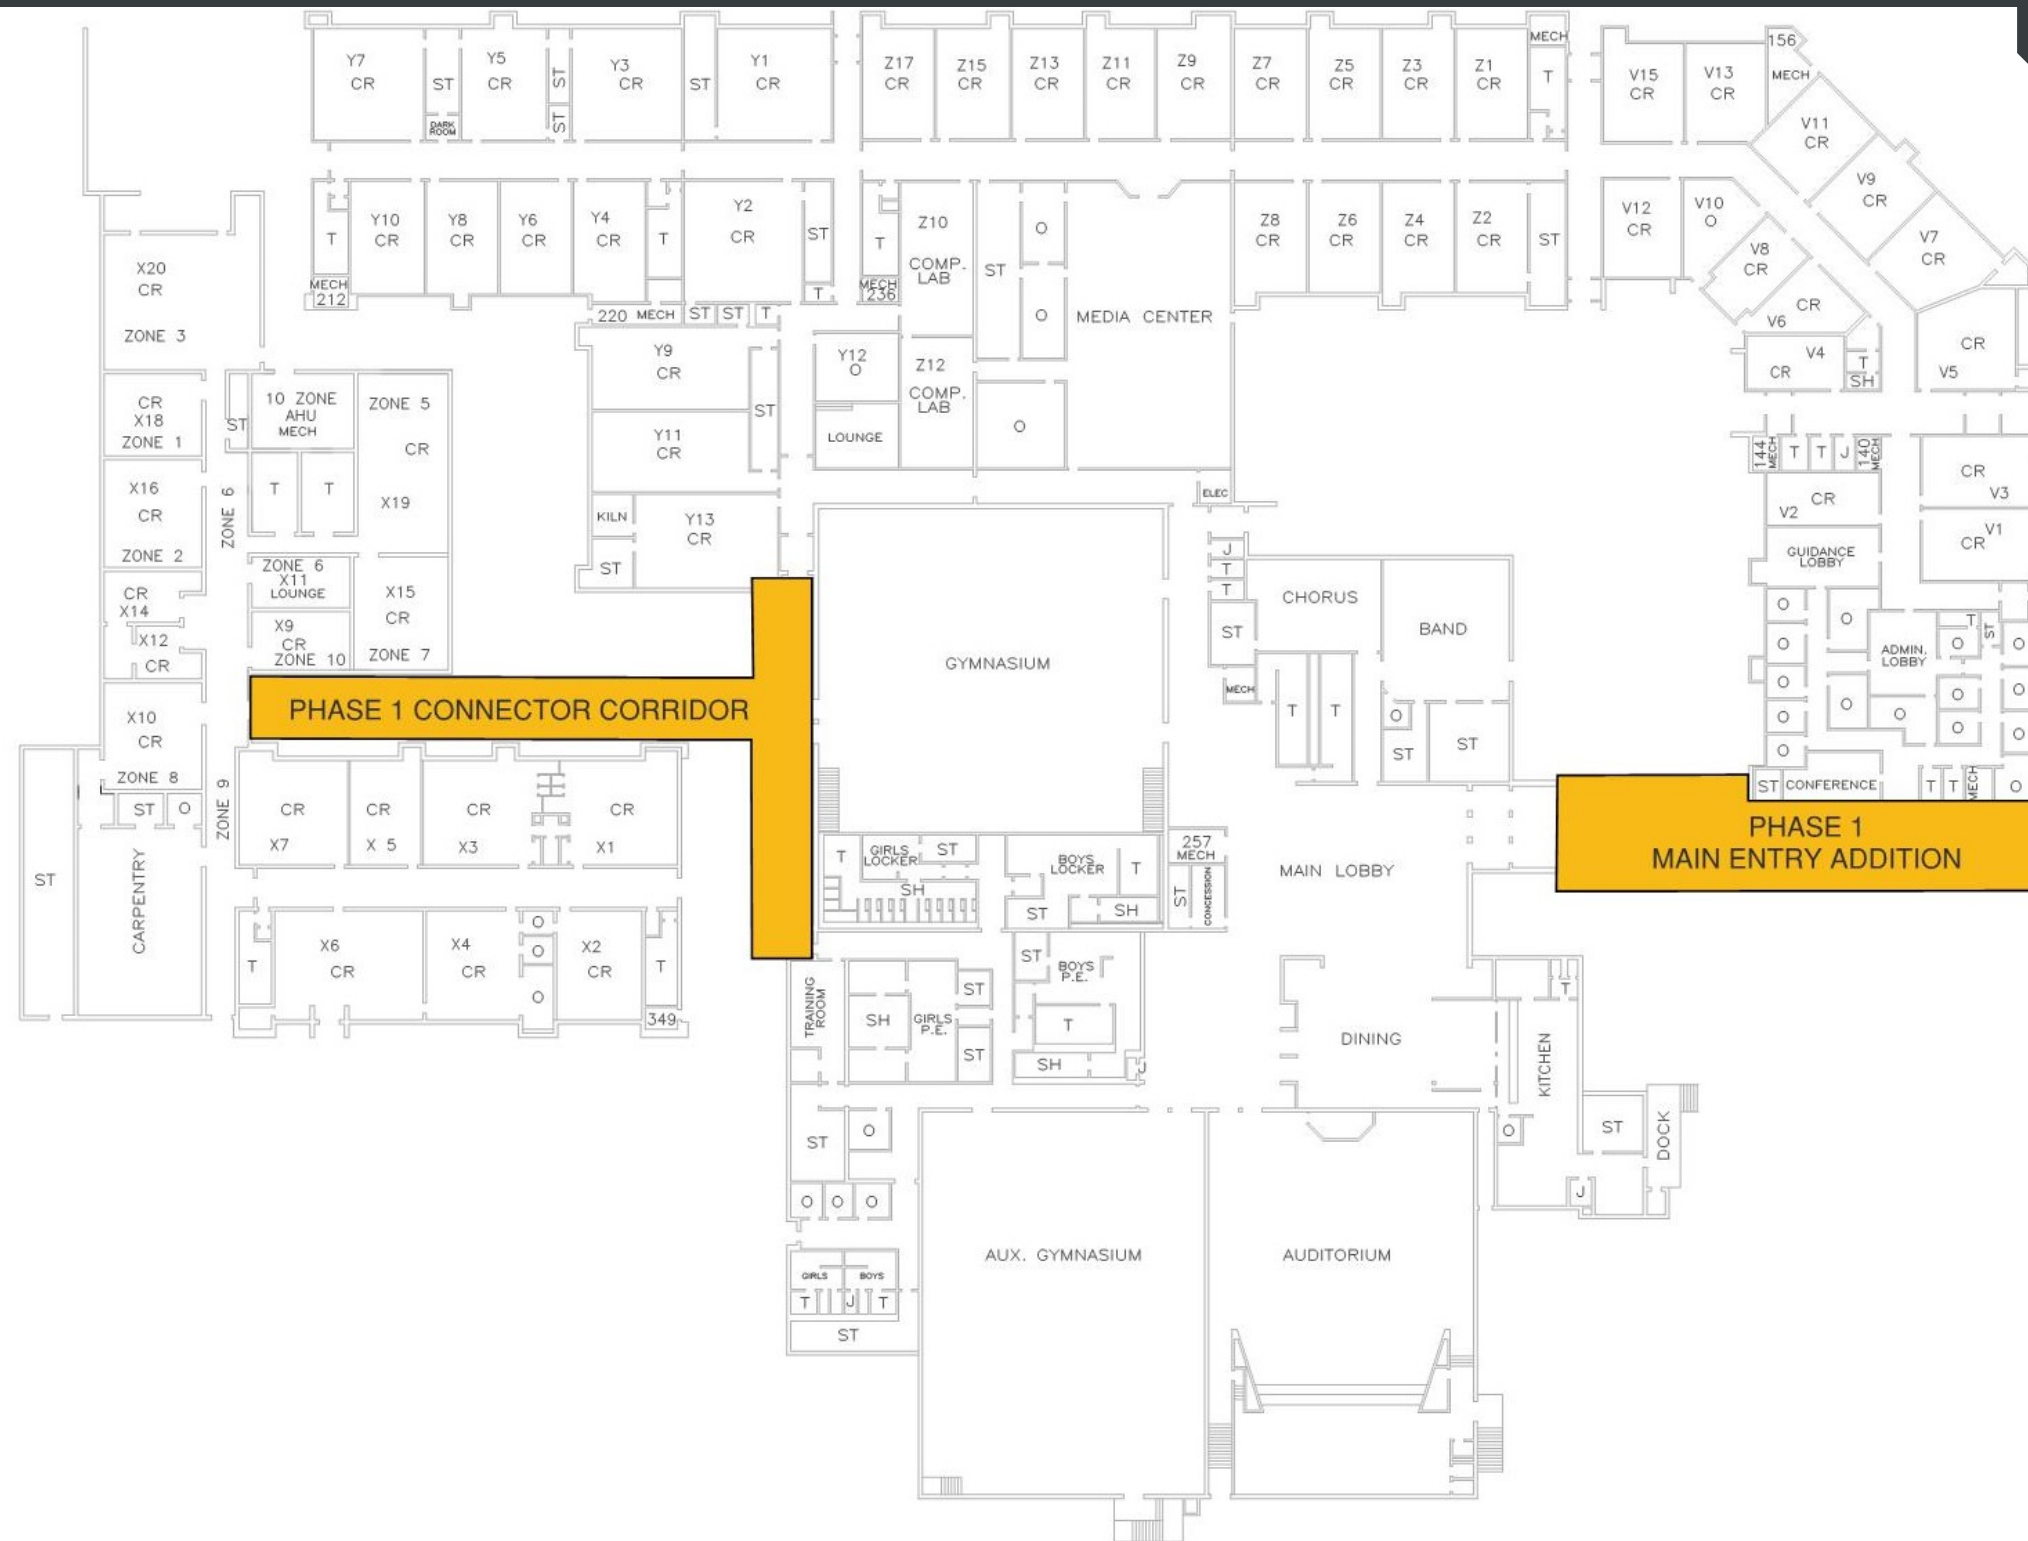 Y7
CR
ST
DARK
ROOM
Y5
CR
ST
ST
Y3
CR
ST
Y1
CR
Z17
CR
Z15
CR
Z13
CR
Z11
CR
Z9
CR
Z7
CR
Z5
CR
Z3
CR
Z1
CR
MECH
T
V15
CR
V13
CR
156
MECH
V11
CR
V9
CR
V7
CR
T
MECH
212
Y10
CR
Y8
CR
Y6
CR
Y4
CR
T
Y2
CR
ST
T
T
MECH
236
Z10
COMP.
LAB
ST
O
O
MEDIA CENTER
Z8
CR
Z6
CR
Z4
CR
Z2
CR
ST
V12
CR
V10
O
V8
CR
CR
V6
V4
CR
T
SH
CR
V5
X20
CR
ZONE 3
220 MECH
ST
ST
T
Y9
CR
ST
Y11
CR
Y12
O
LOUNGE
Z12
COMP.
LAB
O
ELEC
CR
X18
ZONE 1
ST
10 ZONE
AHU
MECH
ZONE 5
CR
X19
X16
CR
ZONE 2
ZONE 6
T
T
KILN
ST
Y13
CR
144
MECH
T
T
J
140
MECH
CR
V3
CR
V2
CR
V1
GUIDANCE
LOBBY
CR
X14
X12
CR
ZONE 6
X11
LOUNGE
X9
CR
ZONE 10
X15
CR
ZONE 7
GYMNASIUM
J
T
T
ST
MECH
CHORUS
BAND
T
T
O
ST
ST
O
O
O
O
O
O
O
ADMIN.
LOBBY
O
T
O
ST
O
O
O
O
O
O
X10
CR
ZONE 8
PHASE 1 CONNECTOR CORRIDOR
ST
CONFERENCE
T
T
MECH
O
PHASE 1
MAIN ENTRY ADDITION
ST
ST
O
CARPENTRY
ZONE 9
CR
X7
CR
X 5
CR
X3
CR
X1
T
GIRLS
LOCKER
ST
SH
BOYS
LOCKER
T
ST
SH
257
MECH
ST
CONCESSION
MAIN LOBBY
T
X6
CR
X4
CR
O
O
O
X2
CR
T
349
TRAINING
ROOM
SH
GIRLS
P.E.
ST
ST
ST
BOYS
P.E.
T
SH
J
DINING
T
KITCHEN
O
ST
DOCK
J
ST
O
O
O
O
GIRLS
BOYS
T
J
T
ST
AUX. GYMNASIUM
AUDITORIUM